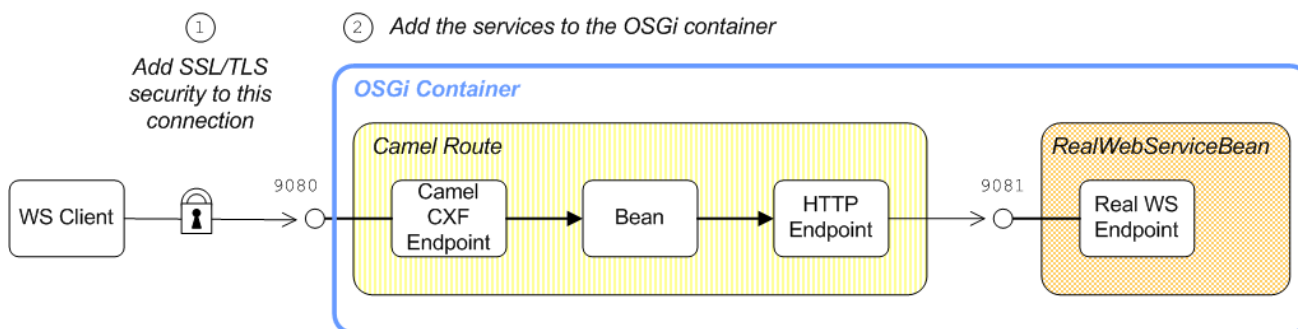 1
2 Add the services to the OSGi container
Add SSL/TLS
security to this
connection
OSGi Container
Camel Route
RealWebServiceBean
9080
9081
WS Client
Camel
CXF
Endpoint
Bean
HTTP
Endpoint
Real WS
Endpoint